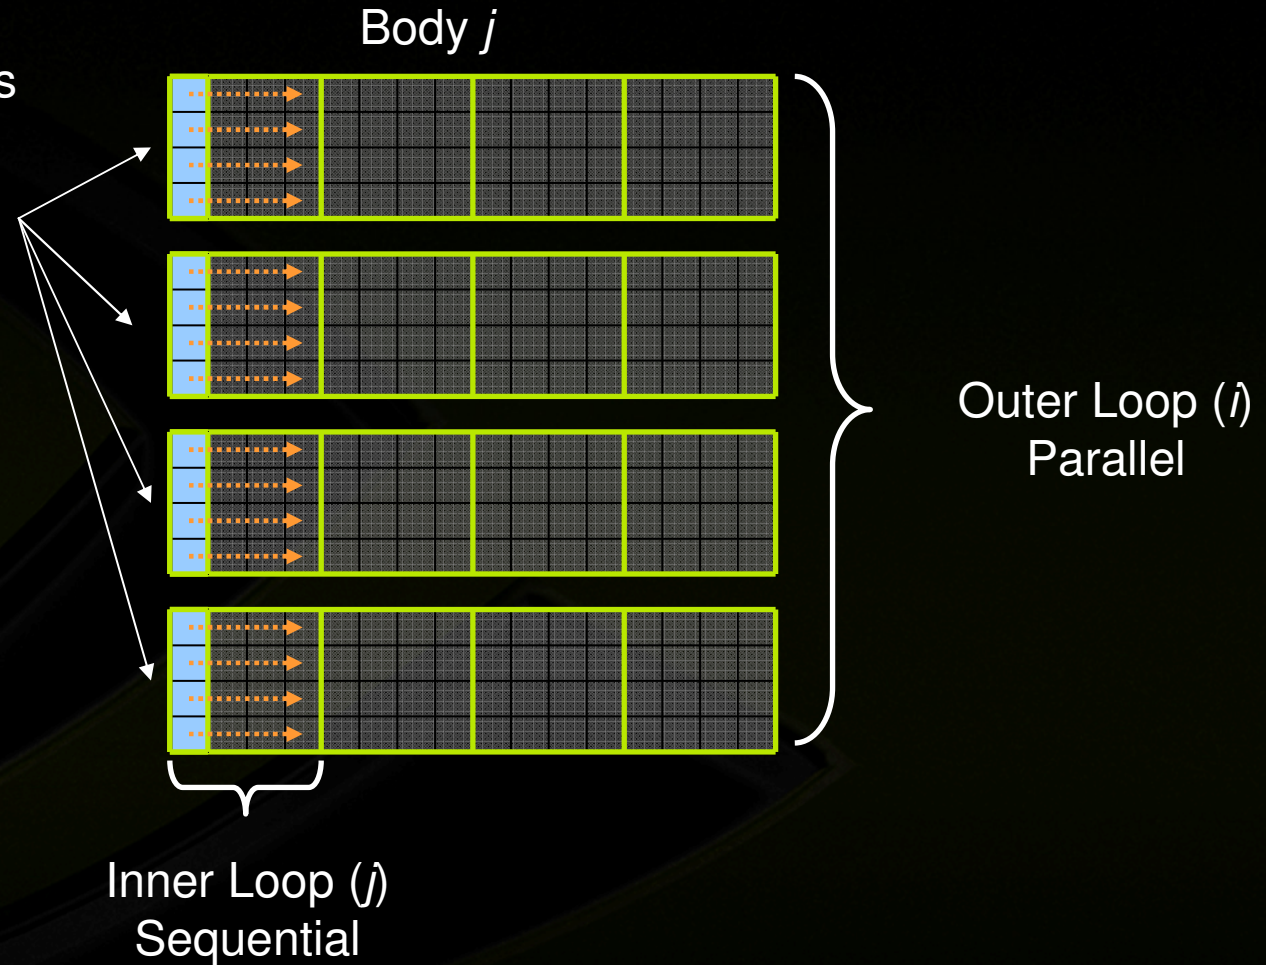 Body j
s
Outer Loop (i)
Parallel
Inner Loop (j)
Sequential